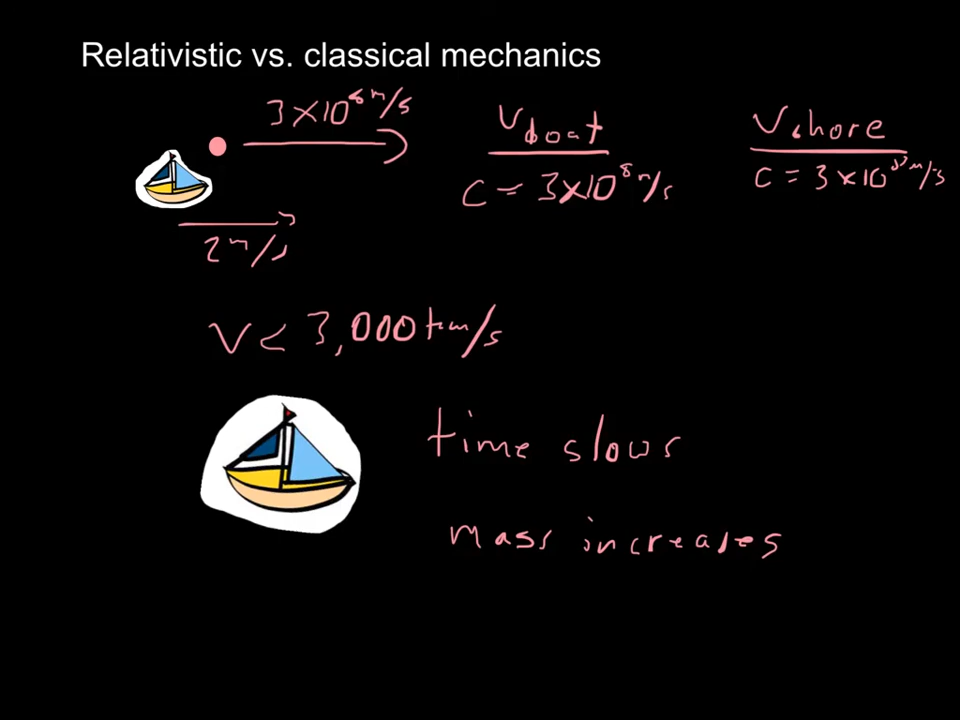 Relativistic vs. classical mechanics
3×10⁸ m/s
V boat
C = 3×10⁸ m/s
V shore
C = 3×10⁸ m/s
2 m/s
V < 3,000 km/s
time slows
mass increases